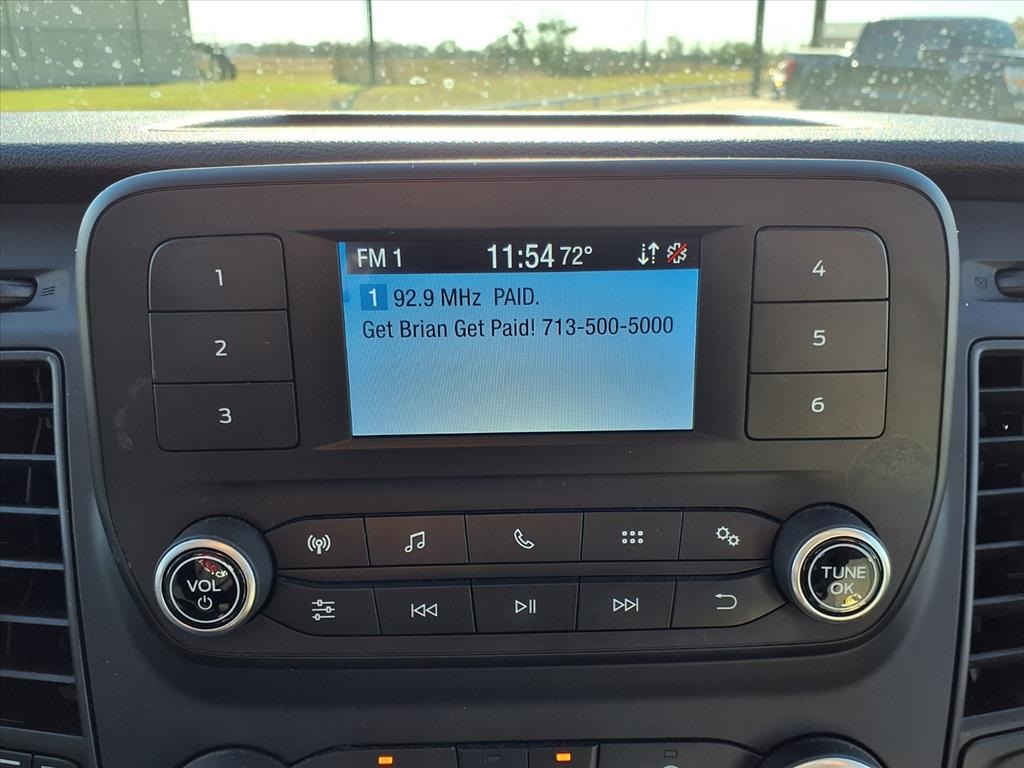 FM 1 11:54 72°
1 92.9 MHz PAID.
Get Brian Get Paid! 713-500-5000
1
2
3
4
5
6
VOL
TUNE
OK